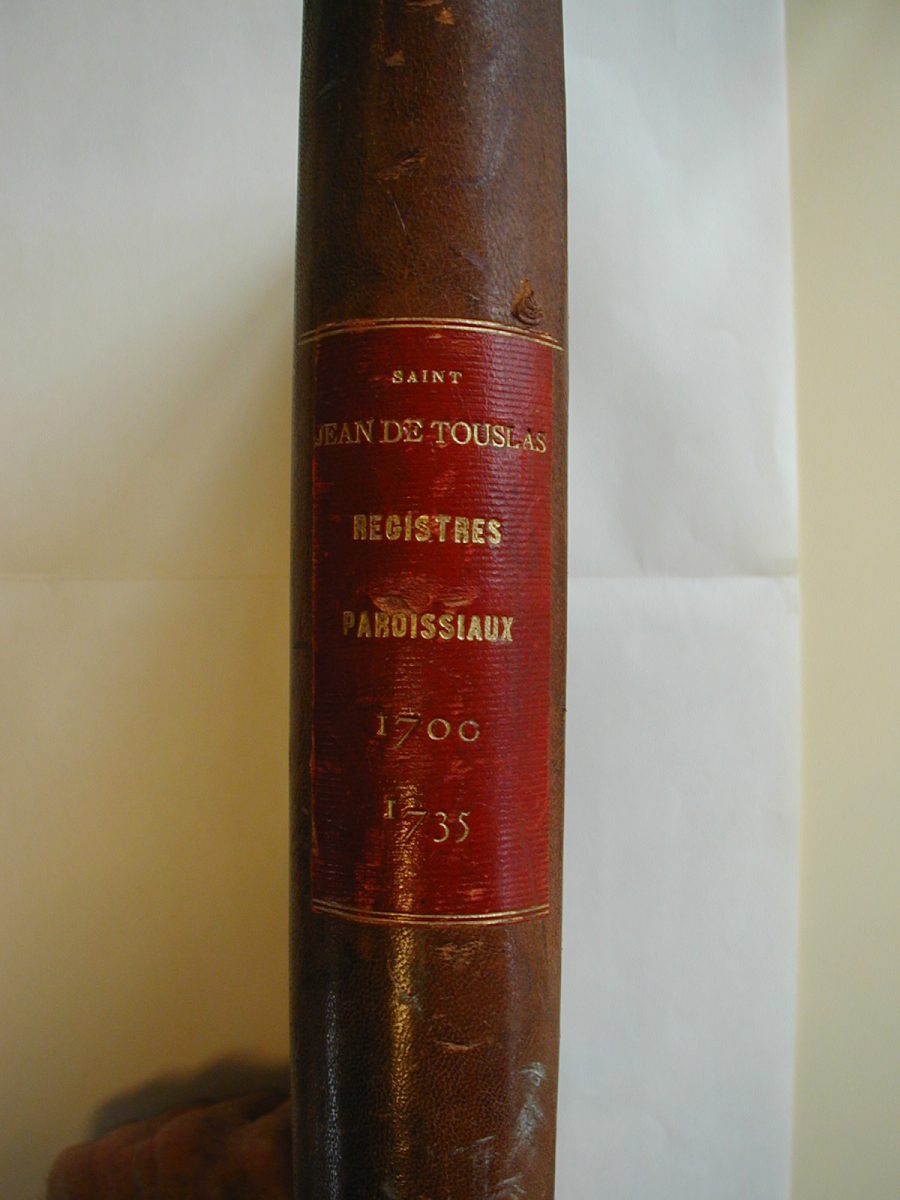 SAINT
JEAN DE TOUSLAS
REGISTRES
PAROISSIAUX
1700
1735